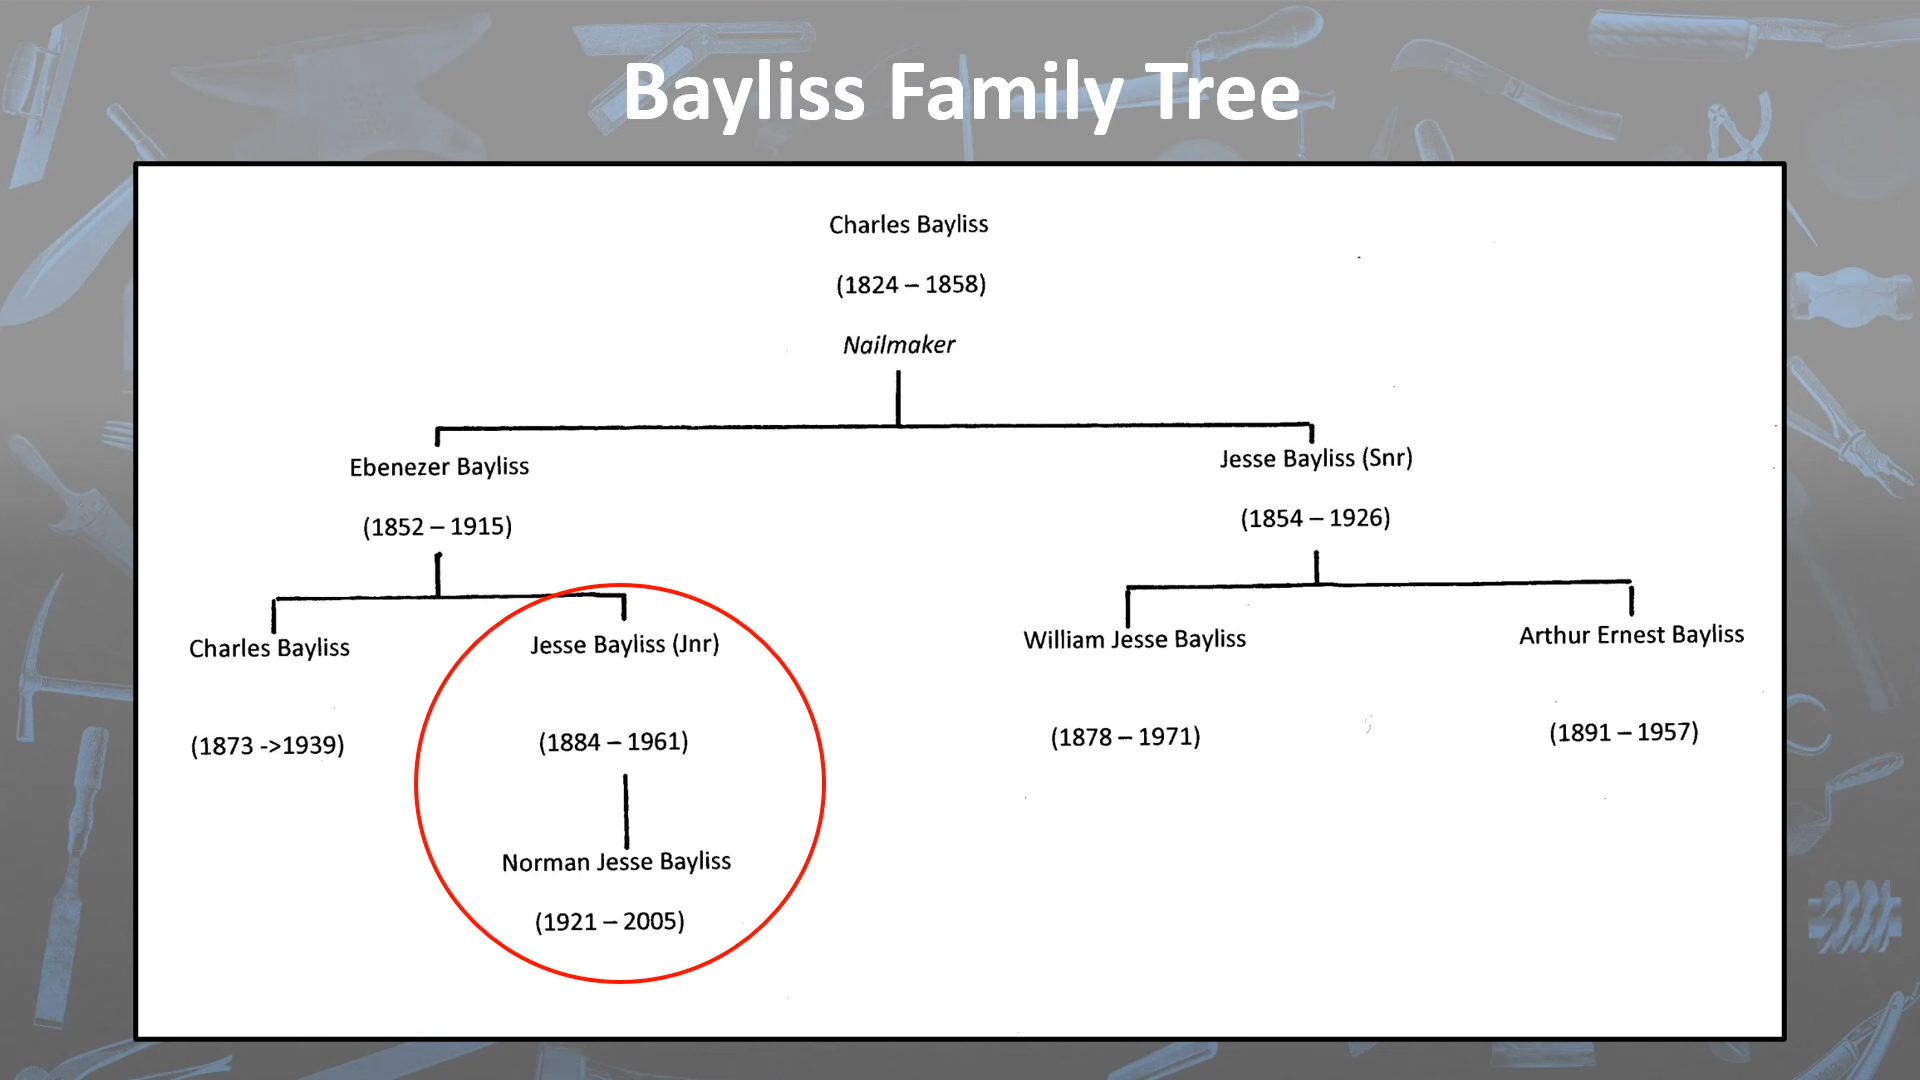 Bayliss Family Tree
Charles Bayliss
(1824 – 1858)
Nailmaker
Ebenezer Bayliss
(1852 – 1915)
Jesse Bayliss (Snr)
(1854 – 1926)
Charles Bayliss
(1873 ->1939)
Jesse Bayliss (Jnr)
(1884 – 1961)
Norman Jesse Bayliss
(1921 – 2005)
William Jesse Bayliss
(1878 – 1971)
Arthur Ernest Bayliss
(1891 – 1957)